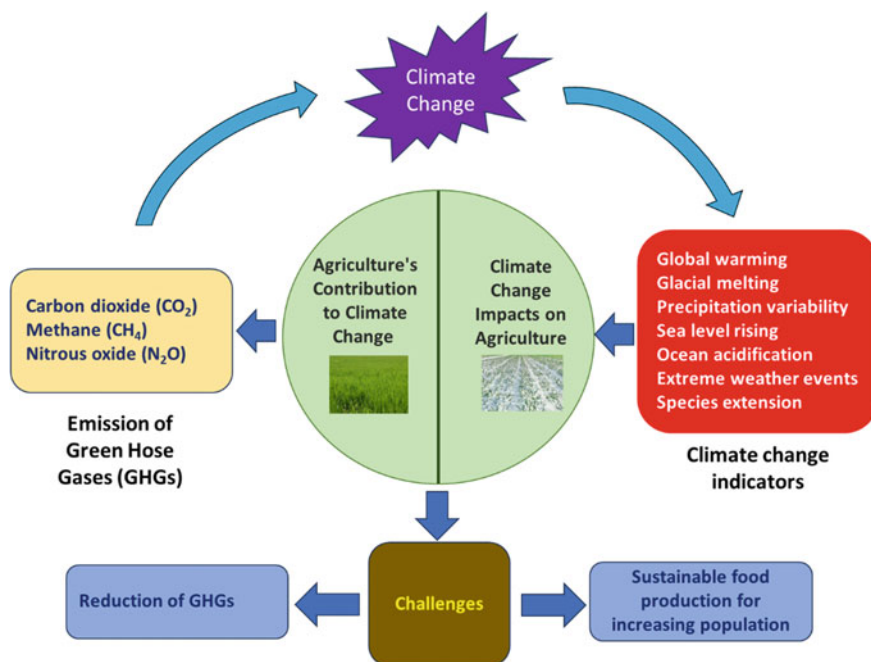 Climate
Change
Agriculture's
Contribution
to Climate
Change
Climate
Change
Impacts on
Agriculture
Carbon dioxide (CO₂)
Methane (CH₄)
Nitrous oxide (N₂O)
Emission of
Green Hose
Gases (GHGs)
Global warming
Glacial melting
Precipitation variability
Sea level rising
Ocean acidification
Extreme weather events
Species extension
Climate change
indicators
Reduction of GHGs
Challenges
Sustainable food
production for
increasing population